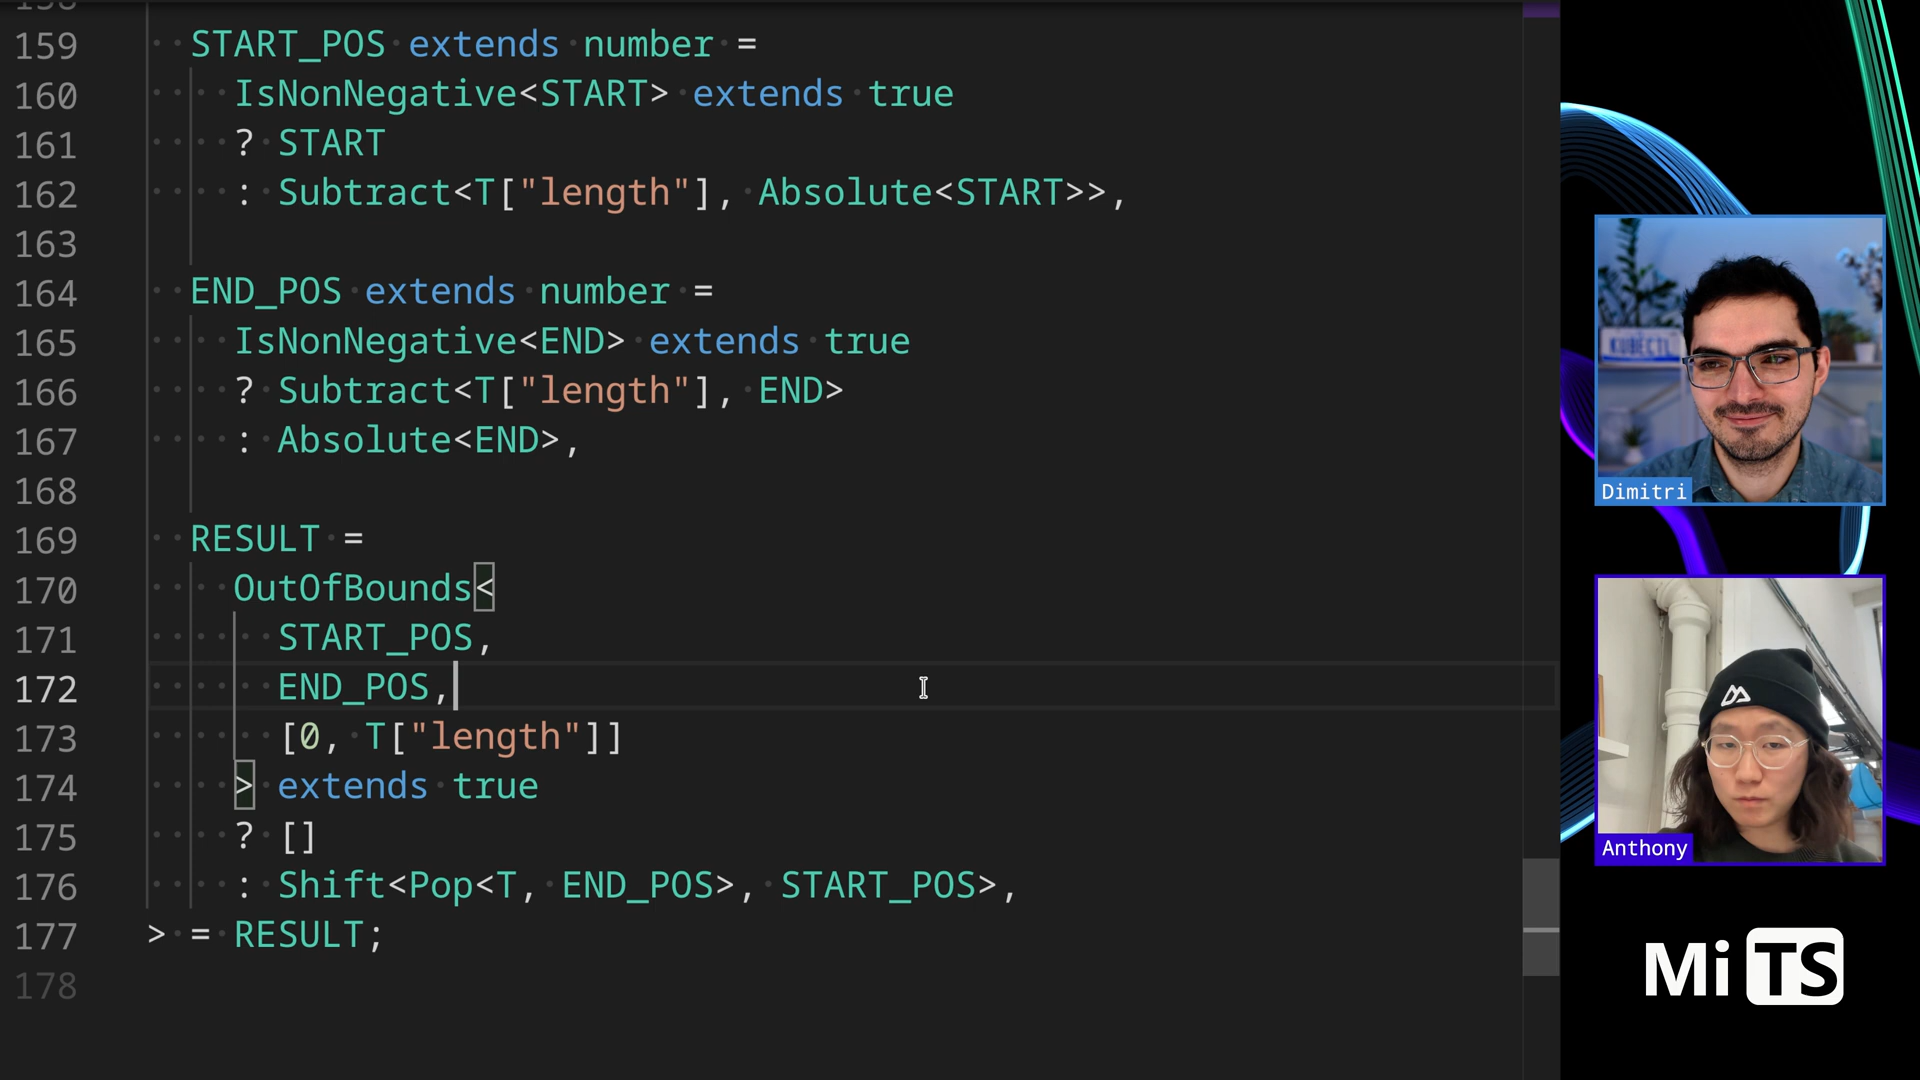 158
159 START_POS extends number =
160 IsNonNegative<START> extends true
161 ? START
162 : Subtract<T["length"], Absolute<START>>,
163
164 END_POS extends number =
165 IsNonNegative<END> extends true
166 ? Subtract<T["length"], END>
167 : Absolute<END>,
168
169 RESULT =
170 OutOfBounds<
171 START_POS,
172 END_POS,
173 [0, T["length"]]
174 > extends true
175 ? []
176 : Shift<Pop<T, END_POS>, START_POS>,
177 > = RESULT;
178
KUBECTL
Dimitri
Anthony
Mi TS